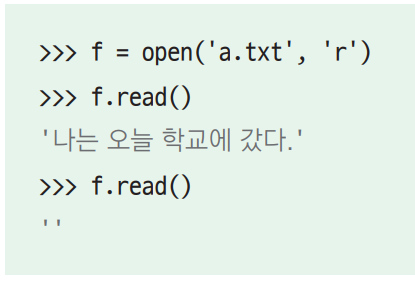 >>> f = open('a.txt', 'r')
>>> f.read()
'나는 오늘 학교에 갔다.'
>>> f.read()
''